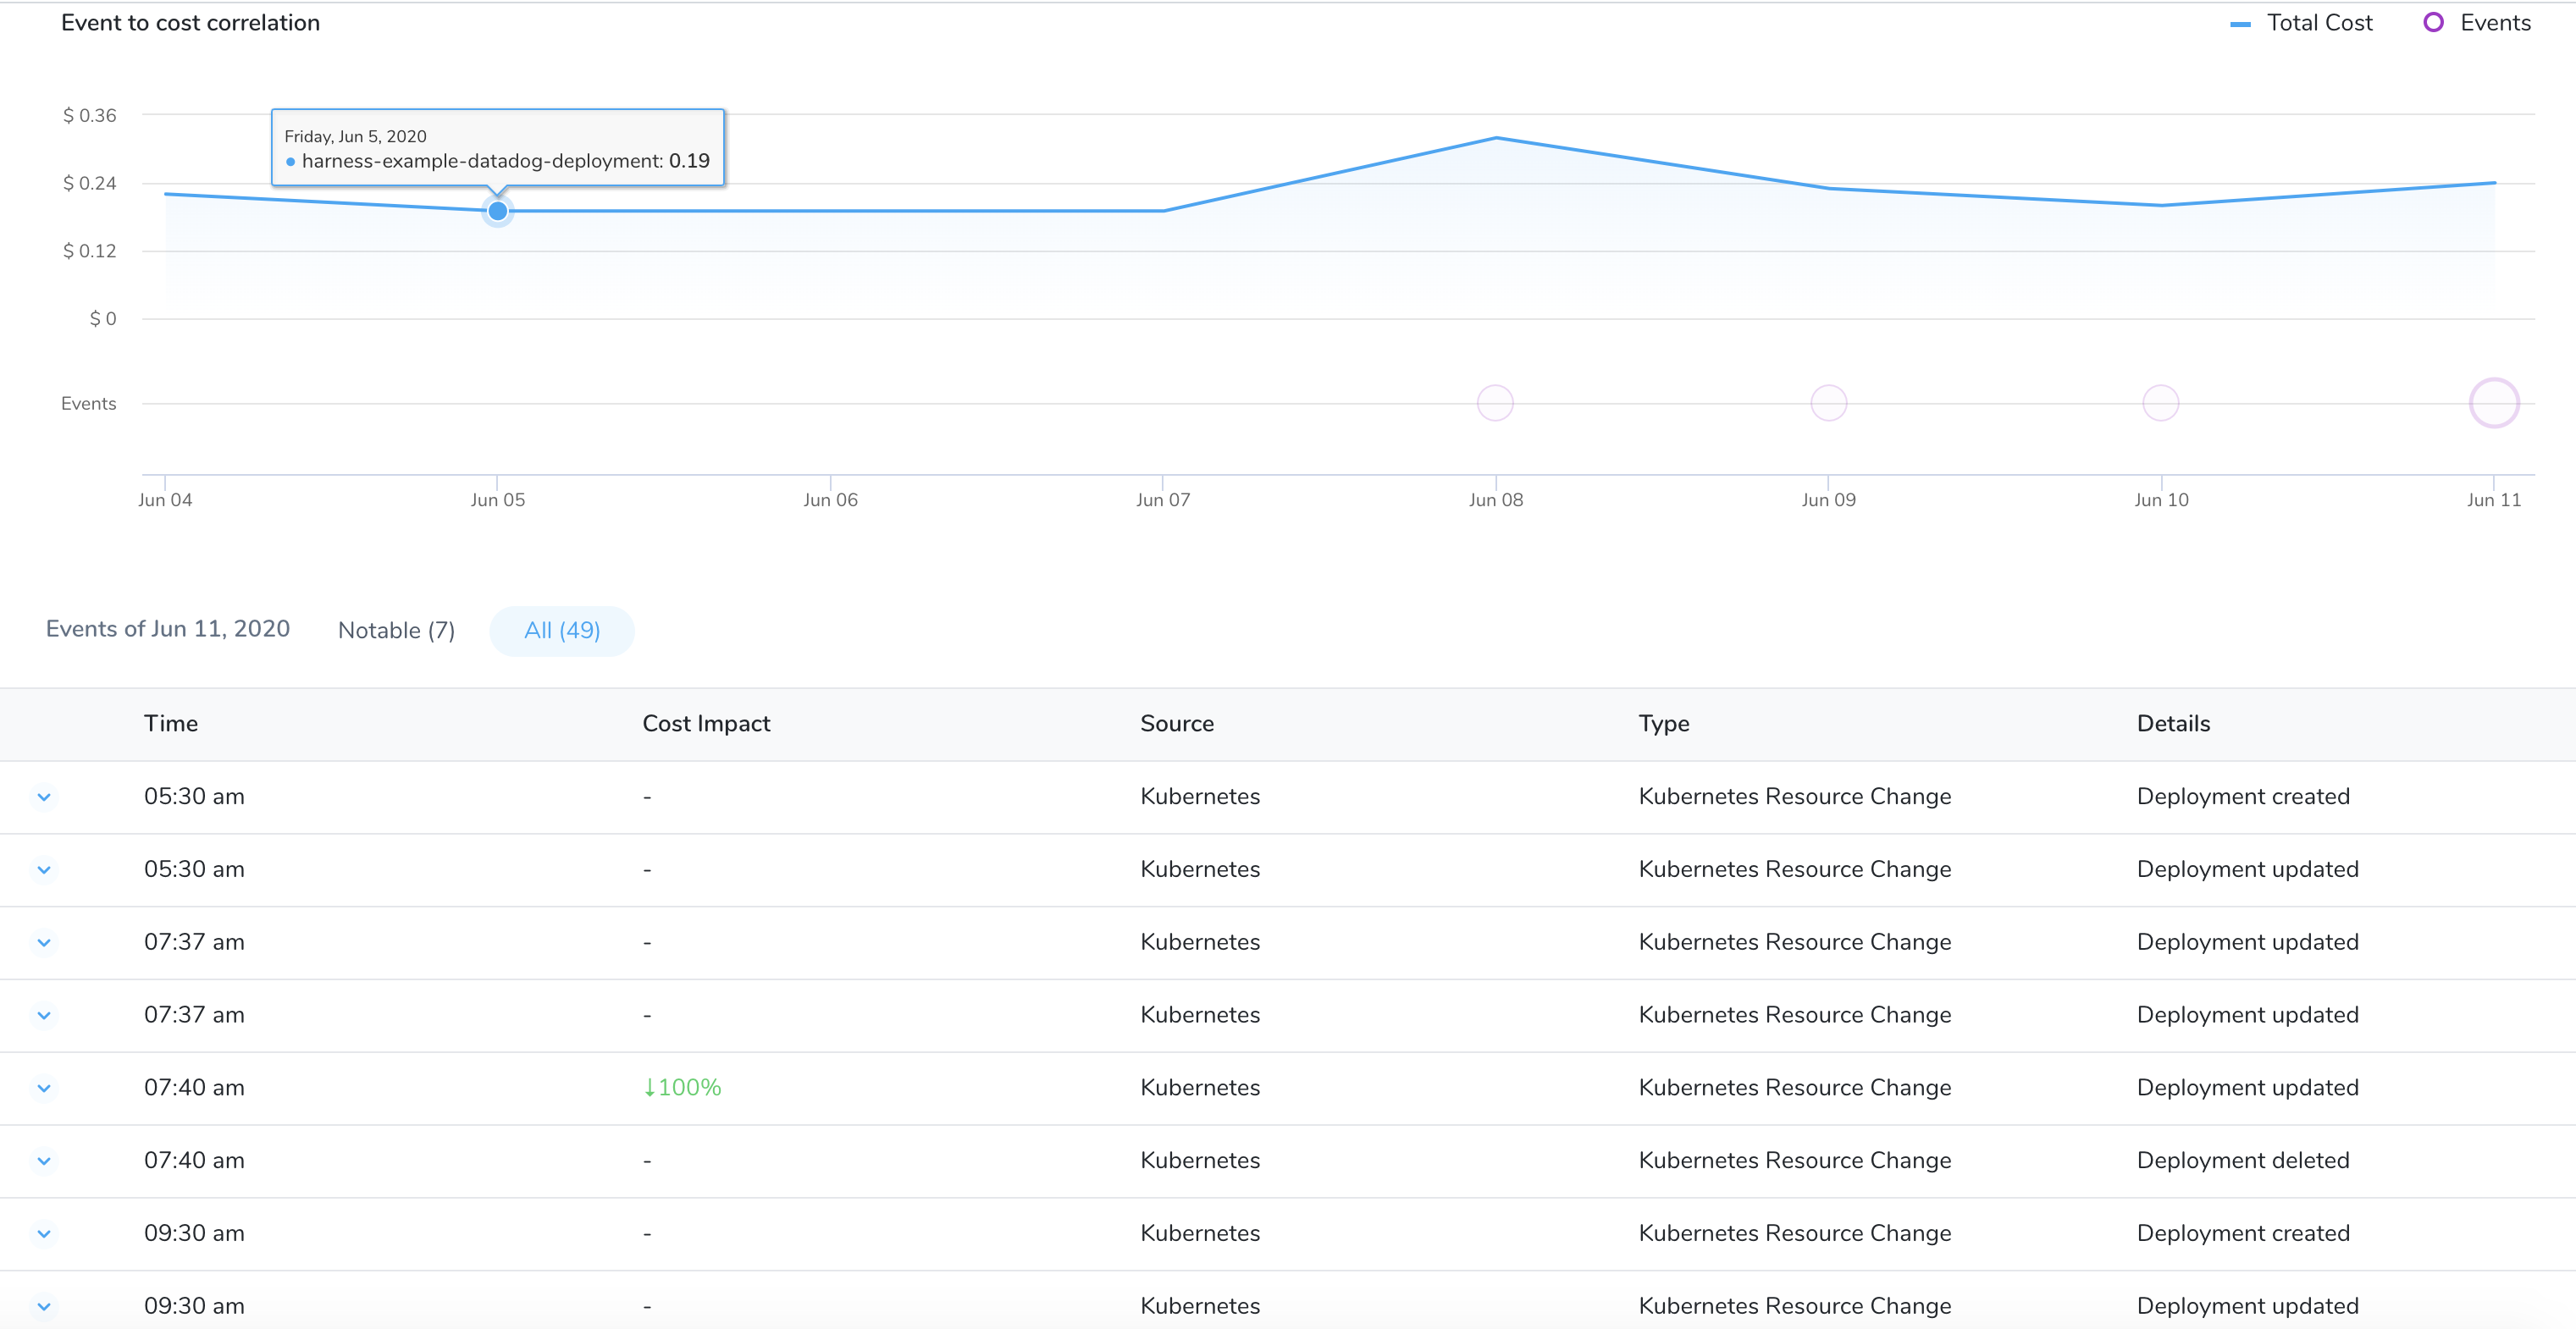 Event to cost correlation
Total Cost
Events
$ 0.36
$ 0.24
$ 0.12
$ 0
Friday, Jun 5, 2020
harness-example-datadog-deployment: 0.19
Events
Jun 04 Jun 05 Jun 06 Jun 07 Jun 08 Jun 09 Jun 10 Jun 11
Events of Jun 11, 2020 Notable (7) All (49)
Time Cost Impact Source Type Details
05:30 am - Kubernetes Kubernetes Resource Change Deployment created
05:30 am - Kubernetes Kubernetes Resource Change Deployment updated
07:37 am - Kubernetes Kubernetes Resource Change Deployment updated
07:37 am - Kubernetes Kubernetes Resource Change Deployment updated
07:40 am ↓100% Kubernetes Kubernetes Resource Change Deployment updated
07:40 am - Kubernetes Kubernetes Resource Change Deployment deleted
09:30 am - Kubernetes Kubernetes Resource Change Deployment created
09:30 am - Kubernetes Kubernetes Resource Change Deployment updated